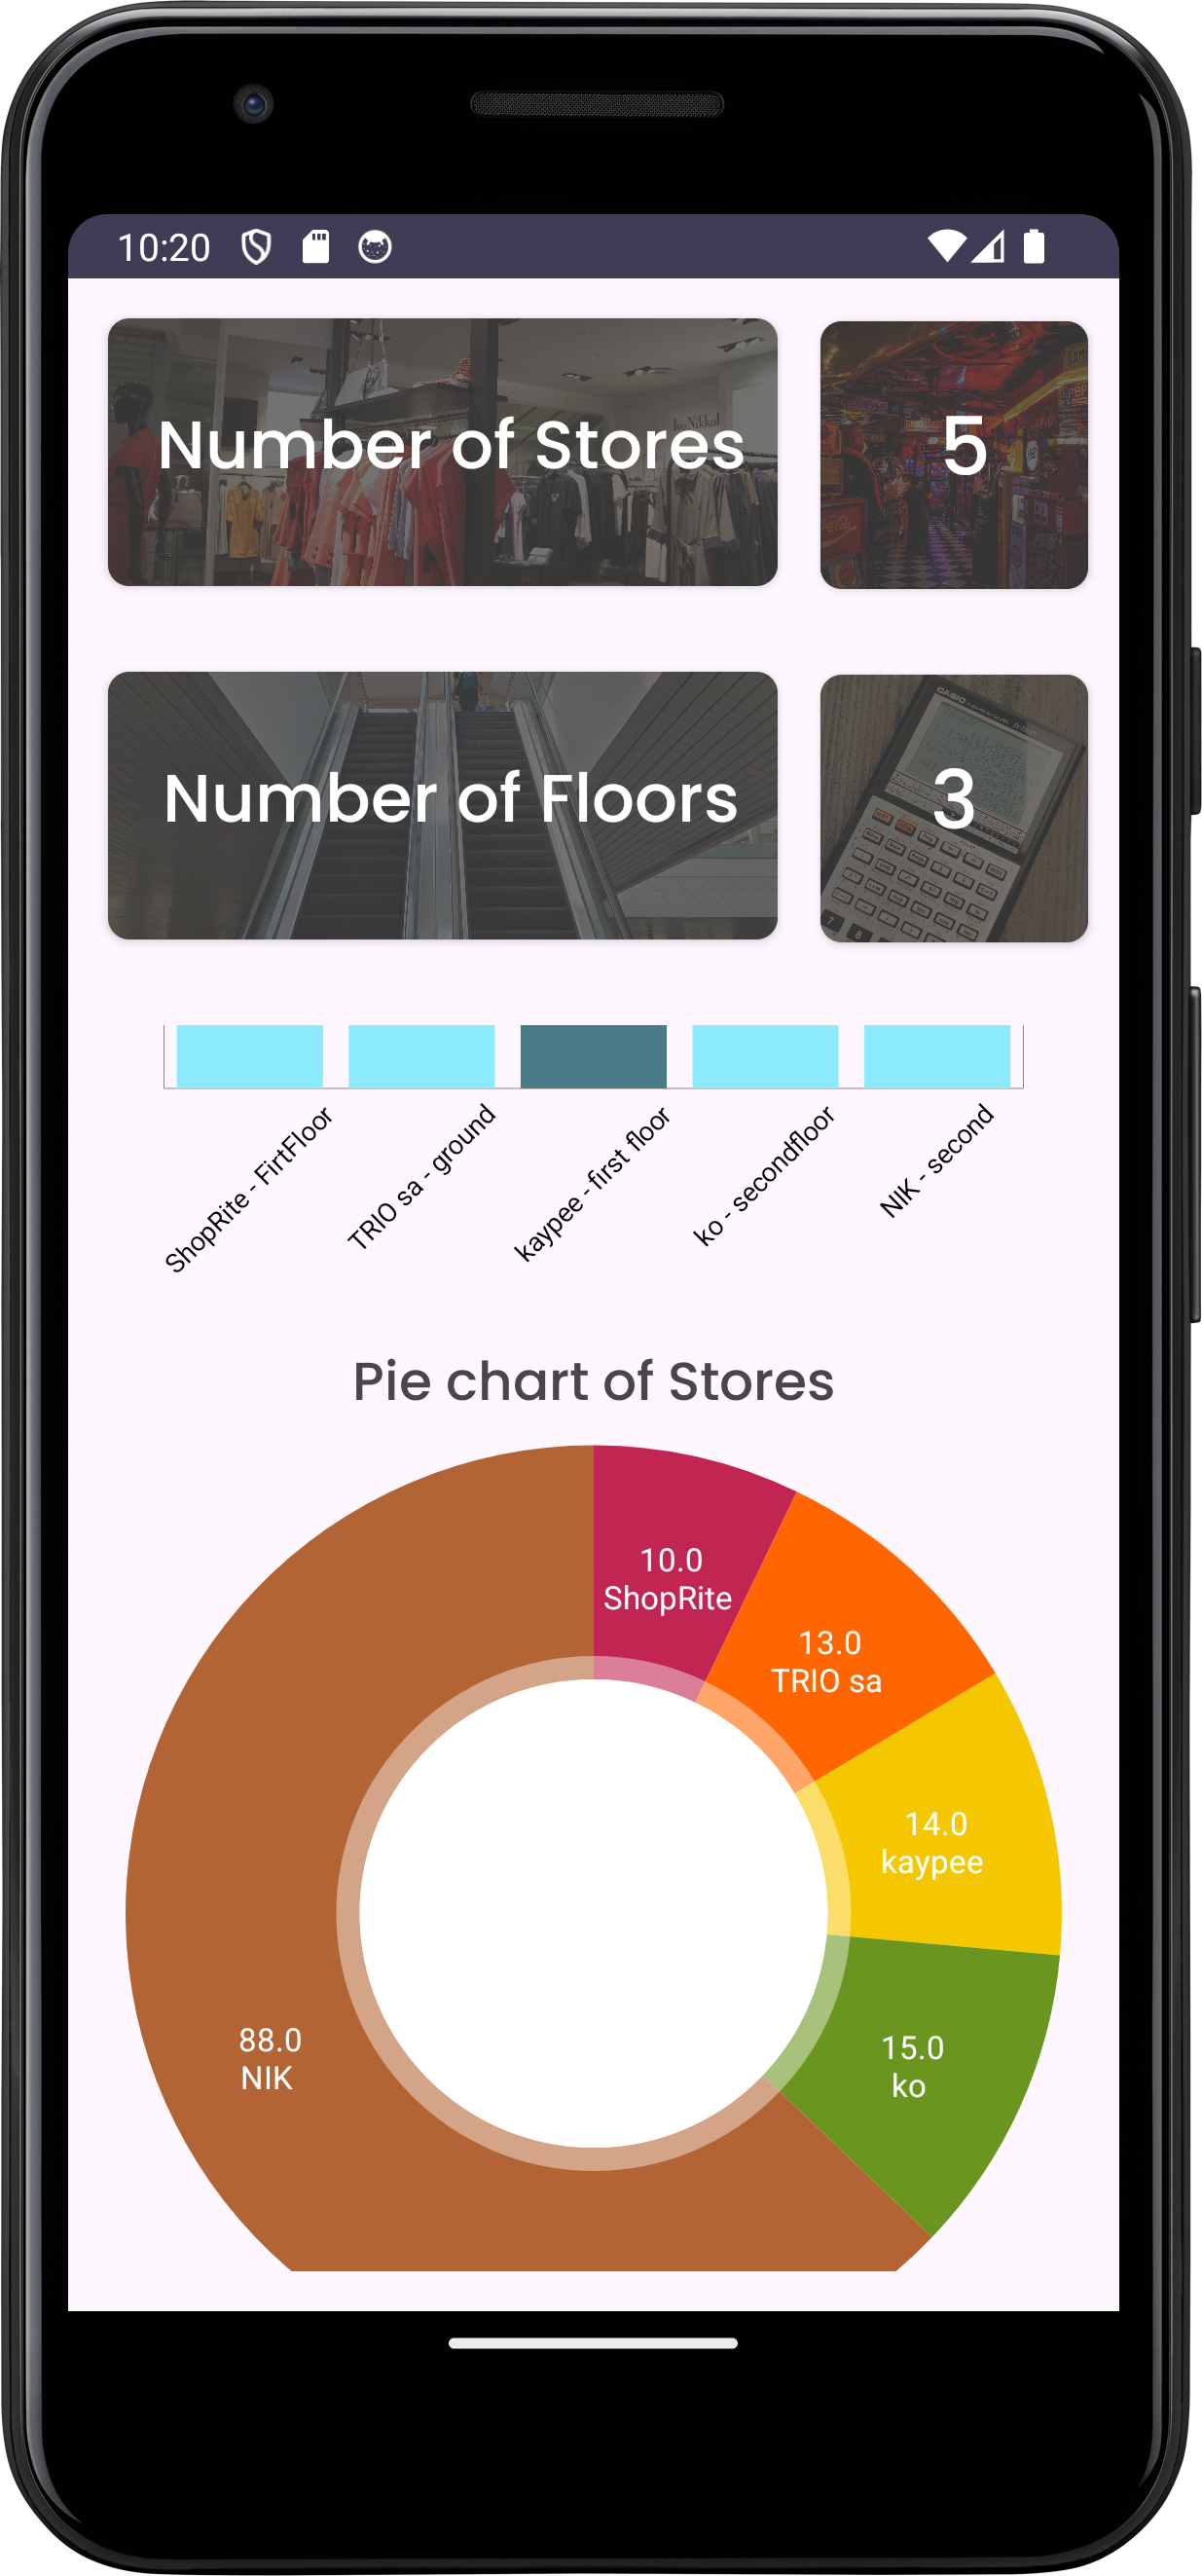 10:20
Number of Stores
5
Number of Floors
3
CASIO
ShopRite - FirtFloor
TRIO sa - ground
kaypee - first floor
ko - secondfloor
NIK - second
Pie chart of Stores
10.0
ShopRite
13.0
TRIO sa
14.0
kaypee
15.0
ko
88.0
NIK